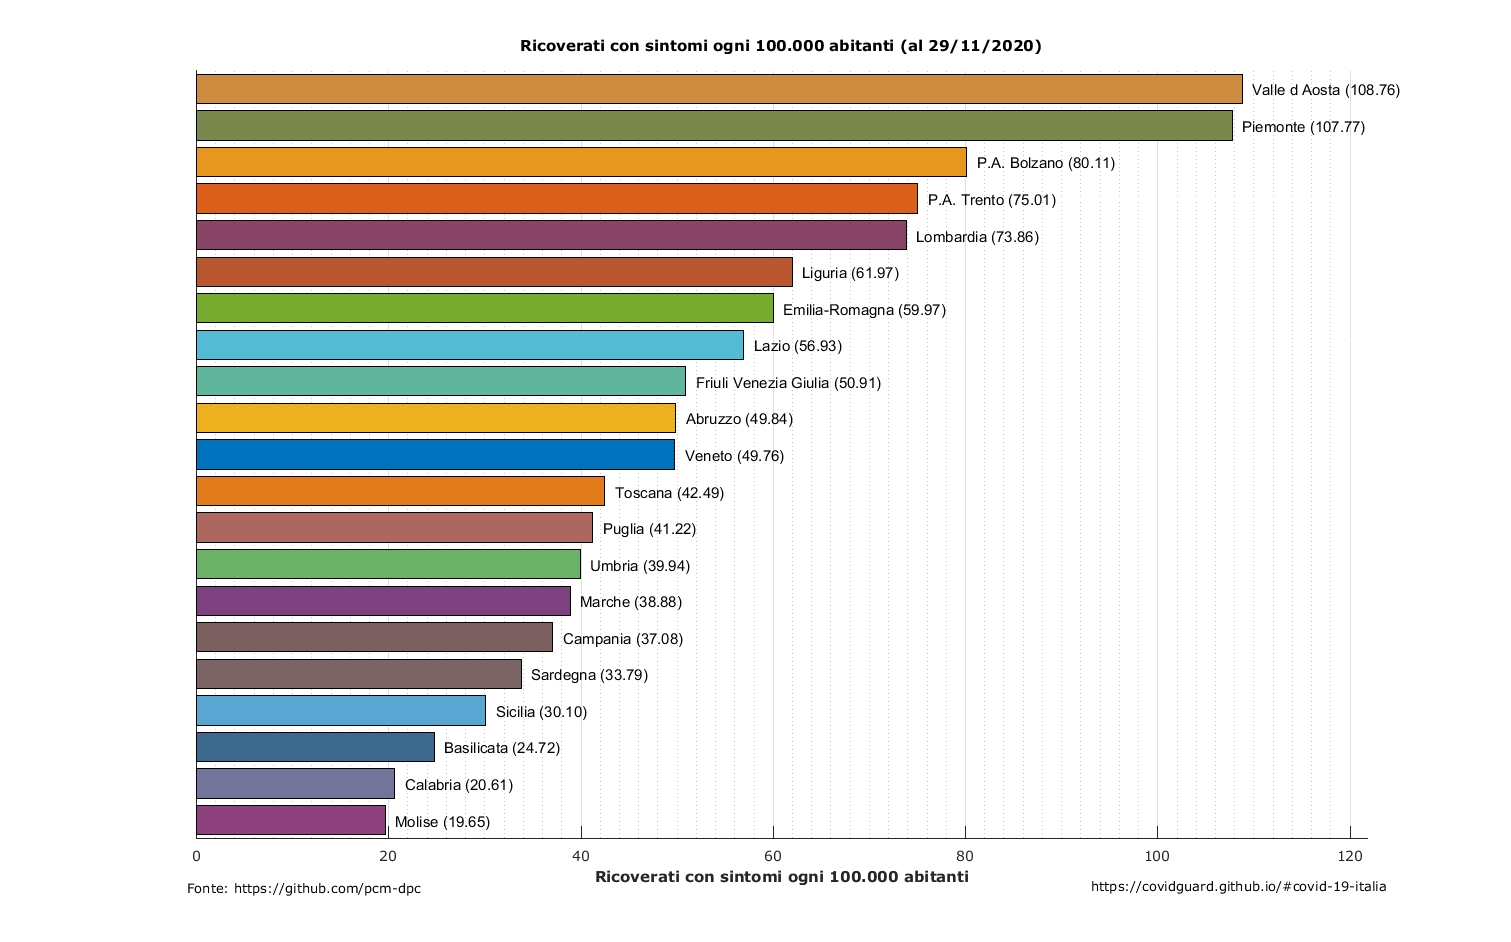 Ricoverati con sintomi ogni 100.000 abitanti (al 29/11/2020)
Valle d Aosta (108.76)
Piemonte (107.77)
P.A. Bolzano (80.11)
P.A. Trento (75.01)
Lombardia (73.86)
Liguria (61.97)
Emilia-Romagna (59.97)
Lazio (56.93)
Friuli Venezia Giulia (50.91)
Abruzzo (49.84)
Veneto (49.76)
Toscana (42.49)
Puglia (41.22)
Umbria (39.94)
Marche (38.88)
Campania (37.08)
Sardegna (33.79)
Sicilia (30.10)
Basilicata (24.72)
Calabria (20.61)
Molise (19.65)
0 20 40 60 80 100 120
Ricoverati con sintomi ogni 100.000 abitanti
Fonte: https://github.com/pcm-dpc
https://covidguard.github.io/#covid-19-italia